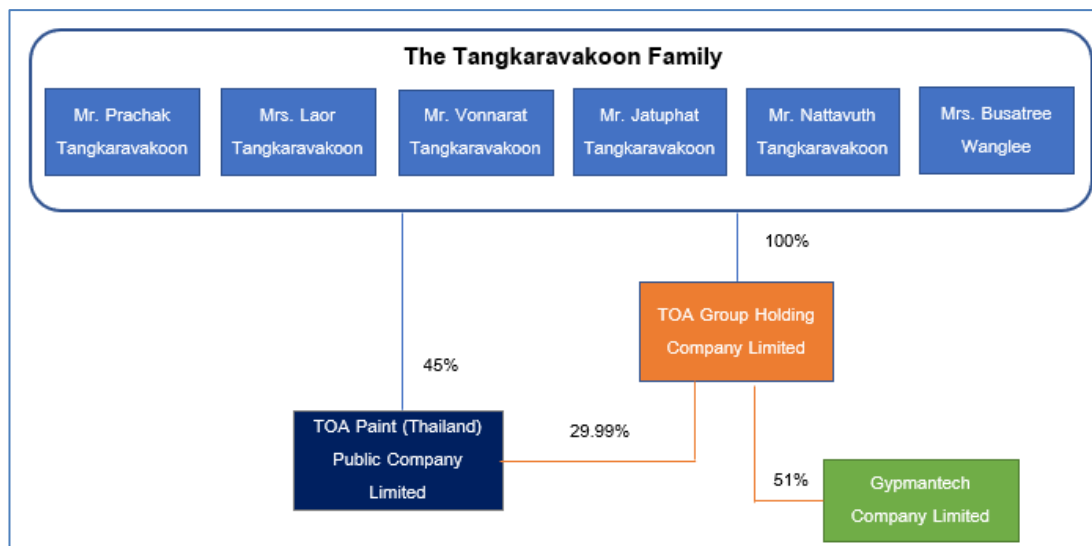 The Tangkaravakoon Family
Mr. Prachak
Tangkaravakoon
Mrs. Laor
Tangkaravakoon
Mr. Vonnarat
Tangkaravakoon
Mr. Jatuphat
Tangkaravakoon
Mr. Nattavuth
Tangkaravakoon
Mrs. Busatree
Wanglee
100%
TOA Group Holding
Company Limited
45%
TOA Paint (Thailand)
Public Company
Limited
29.99%
51%
Gypmantech
Company Limited